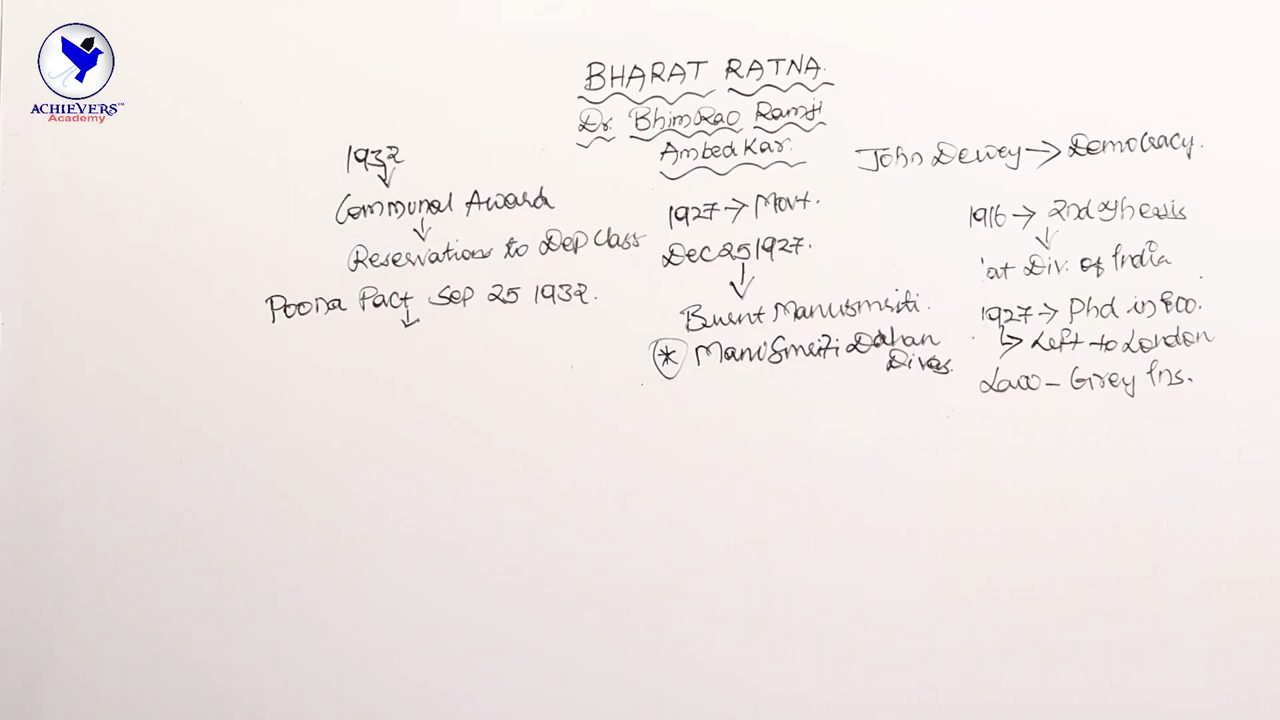 ACHIEVERS™
Academy
BHARAT RATNA.
Dr. BhimRao Ramji
Ambedkar.
1932
Communal Award
Reservations to Dep Class
Poona Pact Sep 25 1932.
1927 → Movt.
Dec 25 1927.
Burnt Manusmriti.
* Manusmriti Dahan
Divas.
John Dewey → Democracy.
1916 → 2nd thesis
'at Div. of India
1927 → Phd in Eco.
↳ Left to London
Law - Grey Ins.